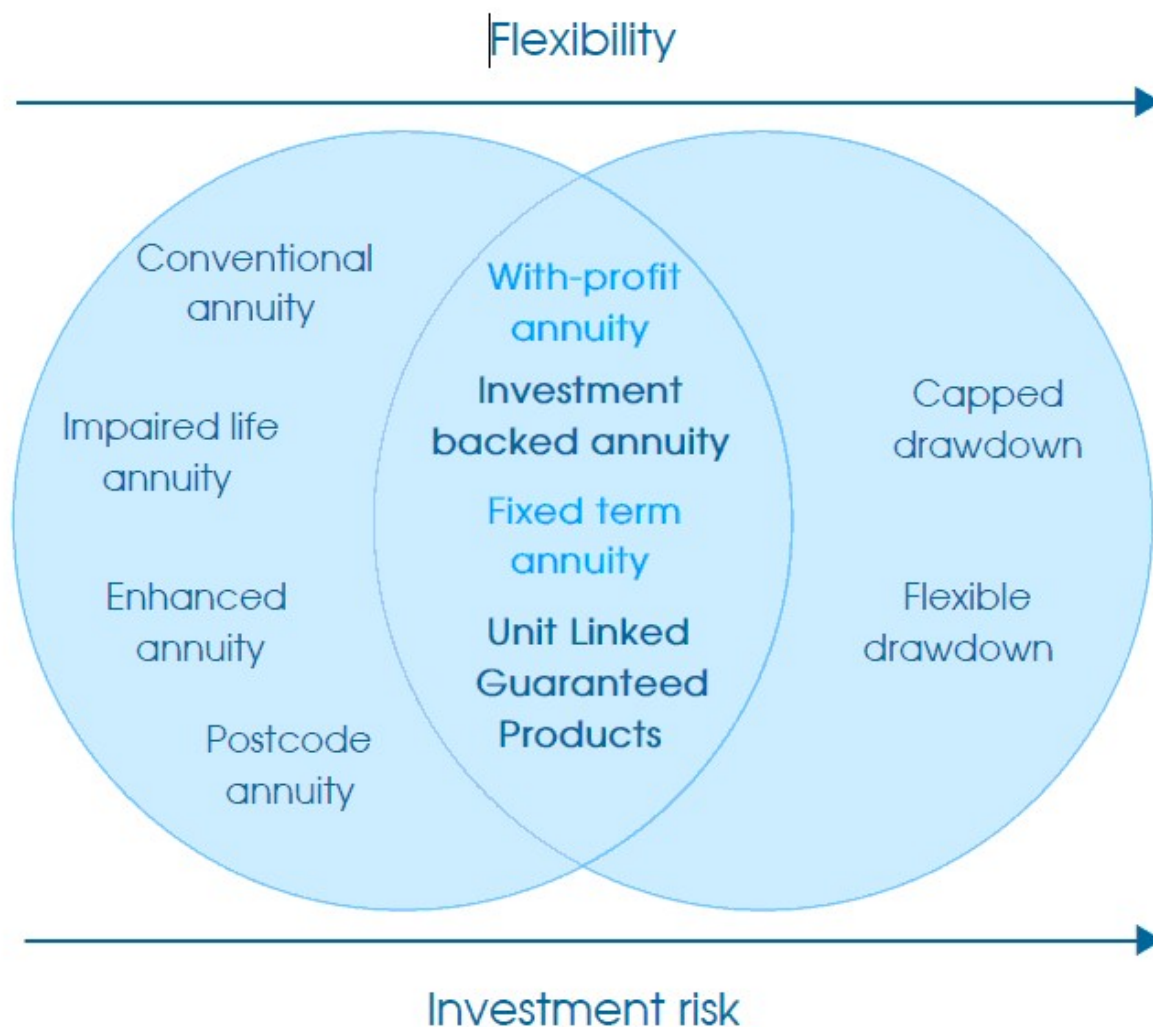 Flexibility
Conventional
annuity
Impaired life
annuity
Enhanced
annuity
Postcode
annuity
With-profit
annuity
Investment
backed annuity
Fixed term
annuity
Unit Linked
Guaranteed
Products
Capped
drawdown
Flexible
drawdown
Investment risk